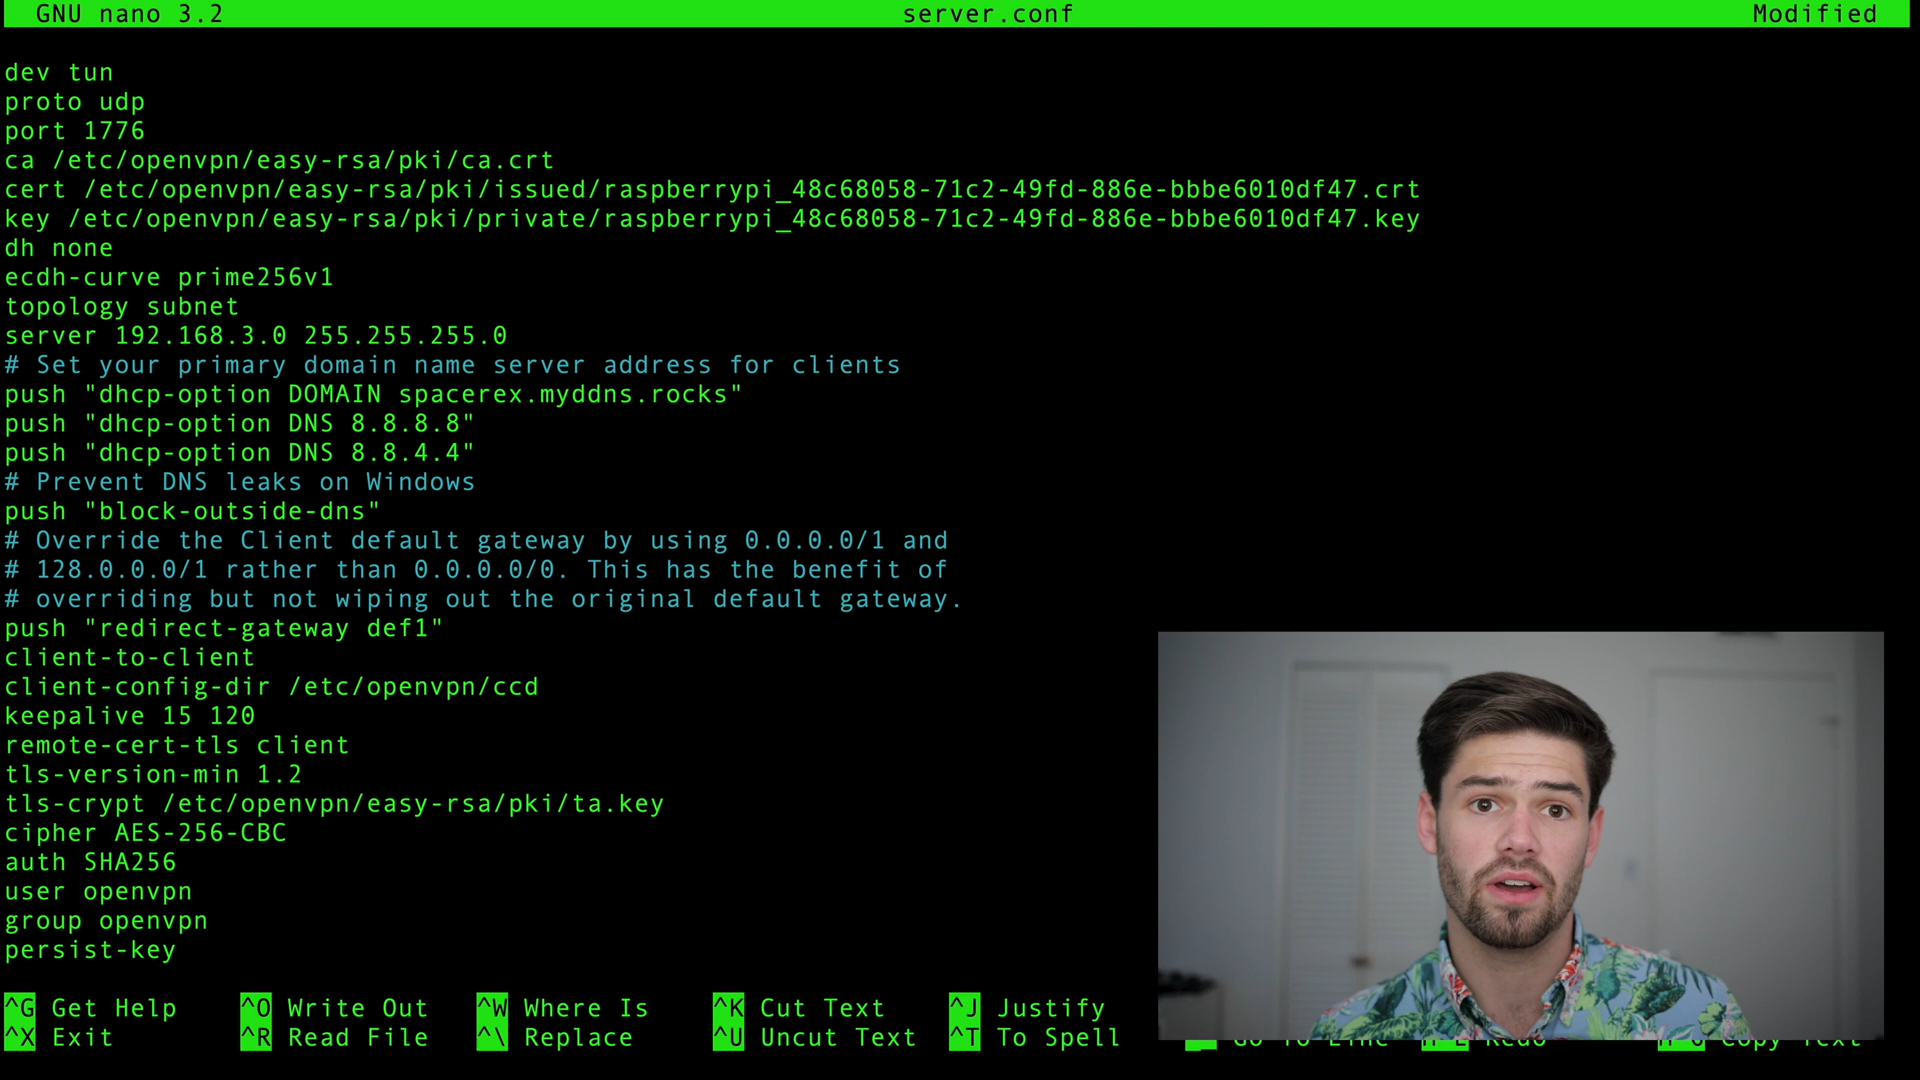 GNU nano 3.2 server.conf Modified
dev tun
proto udp
port 1776
ca /etc/openvpn/easy-rsa/pki/ca.crt
cert /etc/openvpn/easy-rsa/pki/issued/raspberrypi_48c68058-71c2-49fd-886e-bbbe6010df47.crt
key /etc/openvpn/easy-rsa/pki/private/raspberrypi_48c68058-71c2-49fd-886e-bbbe6010df47.key
dh none
ecdh-curve prime256v1
topology subnet
server 192.168.3.0 255.255.255.0
# Set your primary domain name server address for clients
push "dhcp-option DOMAIN spacerex.myddns.rocks"
push "dhcp-option DNS 8.8.8.8"
push "dhcp-option DNS 8.8.4.4"
# Prevent DNS leaks on Windows
push "block-outside-dns"
# Override the Client default gateway by using 0.0.0.0/1 and
# 128.0.0.0/1 rather than 0.0.0.0/0. This has the benefit of
# overriding but not wiping out the original default gateway.
push "redirect-gateway def1"
client-to-client
client-config-dir /etc/openvpn/ccd
keepalive 15 120
remote-cert-tls client
tls-version-min 1.2
tls-crypt /etc/openvpn/easy-rsa/pki/ta.key
cipher AES-256-CBC
auth SHA256
user openvpn
group openvpn
persist-key
^G Get Help ^O Write Out ^W Where Is ^K Cut Text ^J Justify
^X Exit ^R Read File ^\ Replace ^U Uncut Text ^T To Spell Go To Line Redo Copy Text